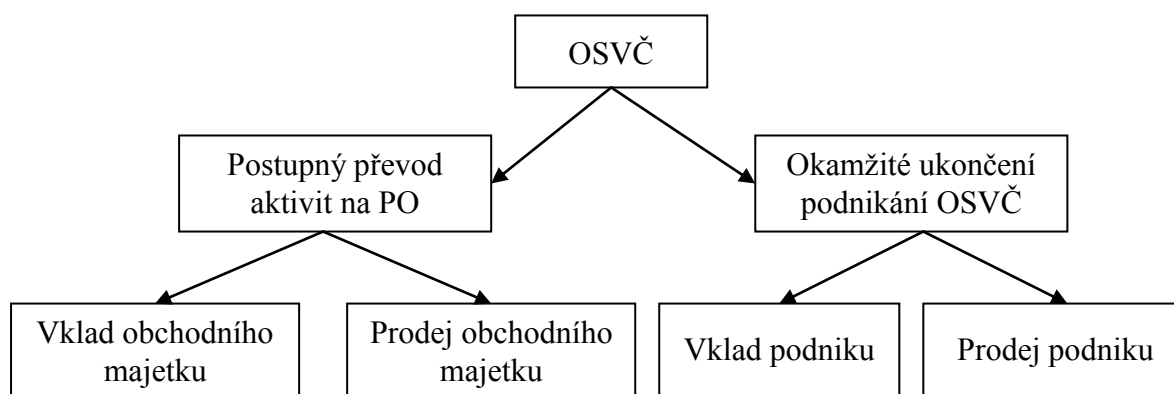 OSVČ
Postupný převod
aktivit na PO
Okamžité ukončení
podnikání OSVČ
Vklad obchodního
majetku
Prodej obchodního
majetku
Vklad podniku
Prodej podniku